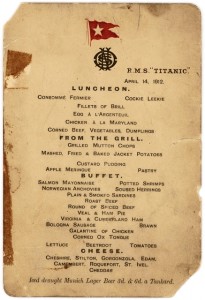 R.M.S. "TITANIC"
APRIL 14, 1912.
LUNCHEON.
CONSOMMÉ FERMIER COCKIE LEEKIE
FILLETS OF BRILL
EGG À L'ARGENTEUIL
CHICKEN À LA MARYLAND
CORNED BEEF, VEGETABLES, DUMPLINGS
FROM THE GRILL.
GRILLED MUTTON CHOPS
MASHED, FRIED & BAKED JACKET POTATOES
CUSTARD PUDDING
APPLE MERINGUE PASTRY
BUFFET.
SALMON MAYONNAISE POTTED SHRIMPS
NORWEGIAN ANCHOVIES SOUSED HERRINGS
PLAIN & SMOKED SARDINES
ROAST BEEF
ROUND OF SPICED BEEF
VEAL & HAM PIE
VIRGINIA & CUMBERLAND HAM
BOLOGNA SAUSAGE BRAWN
GALANTINE OF CHICKEN
CORNED OX TONGUE
LETTUCE BEETROOT TOMATOES
CHEESE.
CHESHIRE, STILTON, GORGONZOLA, EDAM,
CAMEMBERT, ROQUEFORT, ST. IVEL,
CHEDDAR
Iced draught Munich Lager Beer 3d. & 6d. a Tankard.